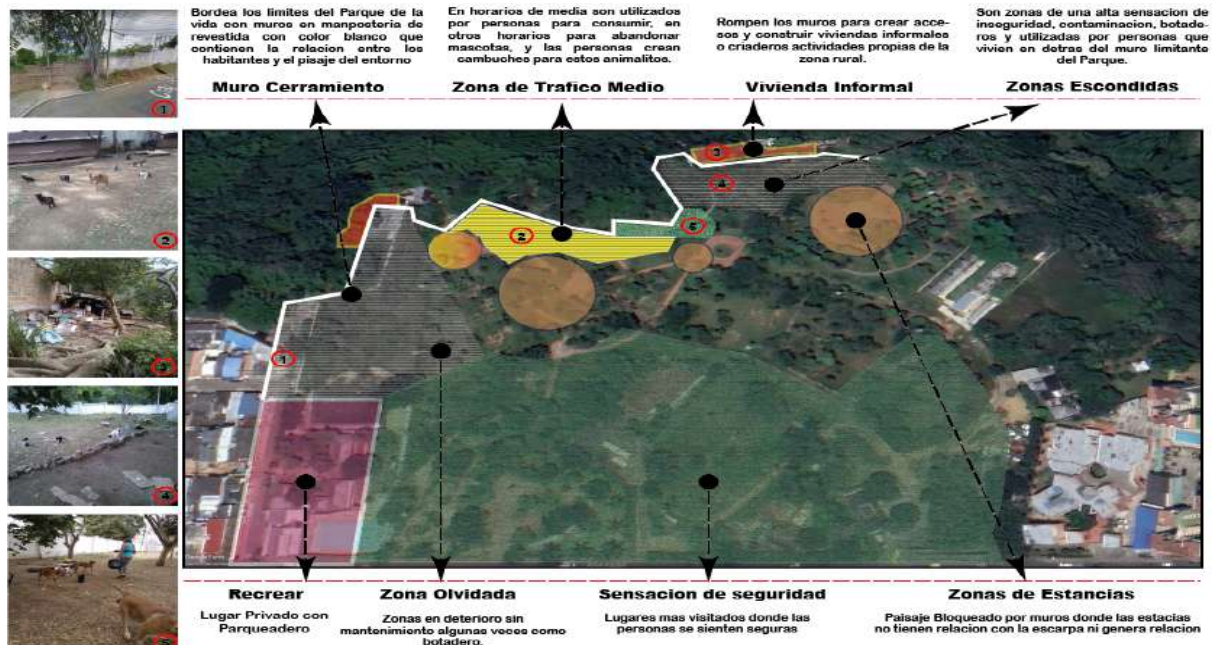 Bordea los limites del Parque de la
vida con muros en manposteria de
revestida con color blanco que
contienen la relacion entre los
habitantes y el pisaje del entorno
Muro Cerramiento
En horarios de media son utilizados
por personas para consumir, en
otros horarios para abandonar
mascotas, y las personas crean
cambuches para estos animalitos.
Zona de Trafico Medio
Rompen los muros para crear acce-
sos y construir viviendas informales
o criaderos actividades propias de la
zona rural.
Vivienda Informal
Son zonas de una alta sensacion de
inseguridad, contaminacion, botade-
ros y utilizadas por personas que
vivien en detras del muro limitante
del Parque.
Zonas Escondidas
1
2
3
4
5
3
4
5
2
1
Recrear
Lugar Privado con
Parqueadero
Zona Olvidada
Zonas en deterioro sin
mantenimiento algunas veces como
botadero.
Sensacion de seguridad
Lugares mas visitados donde las
personas se sienten seguras
Zonas de Estancias
Paisaje Bloqueado por muros donde las estacias
no tienen relacion con la escarpa ni genera relacion